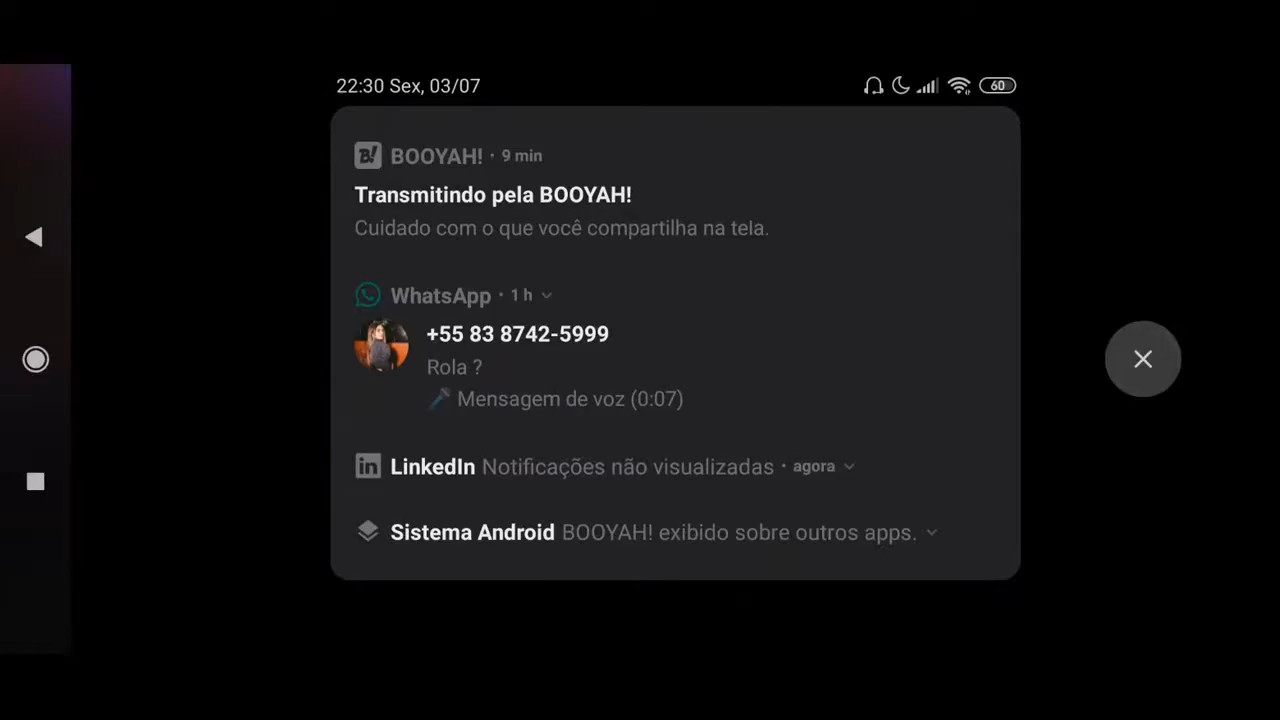 22:30 Sex, 03/07
60
B! BOOYAH! · 9 min
Transmitindo pela BOOYAH!
Cuidado com o que você compartilha na tela.
WhatsApp · 1 h
+55 83 8742-5999
Rola ?
Mensagem de voz (0:07)
in LinkedIn Notificações não visualizadas · agora
Sistema Android BOOYAH! exibido sobre outros apps.